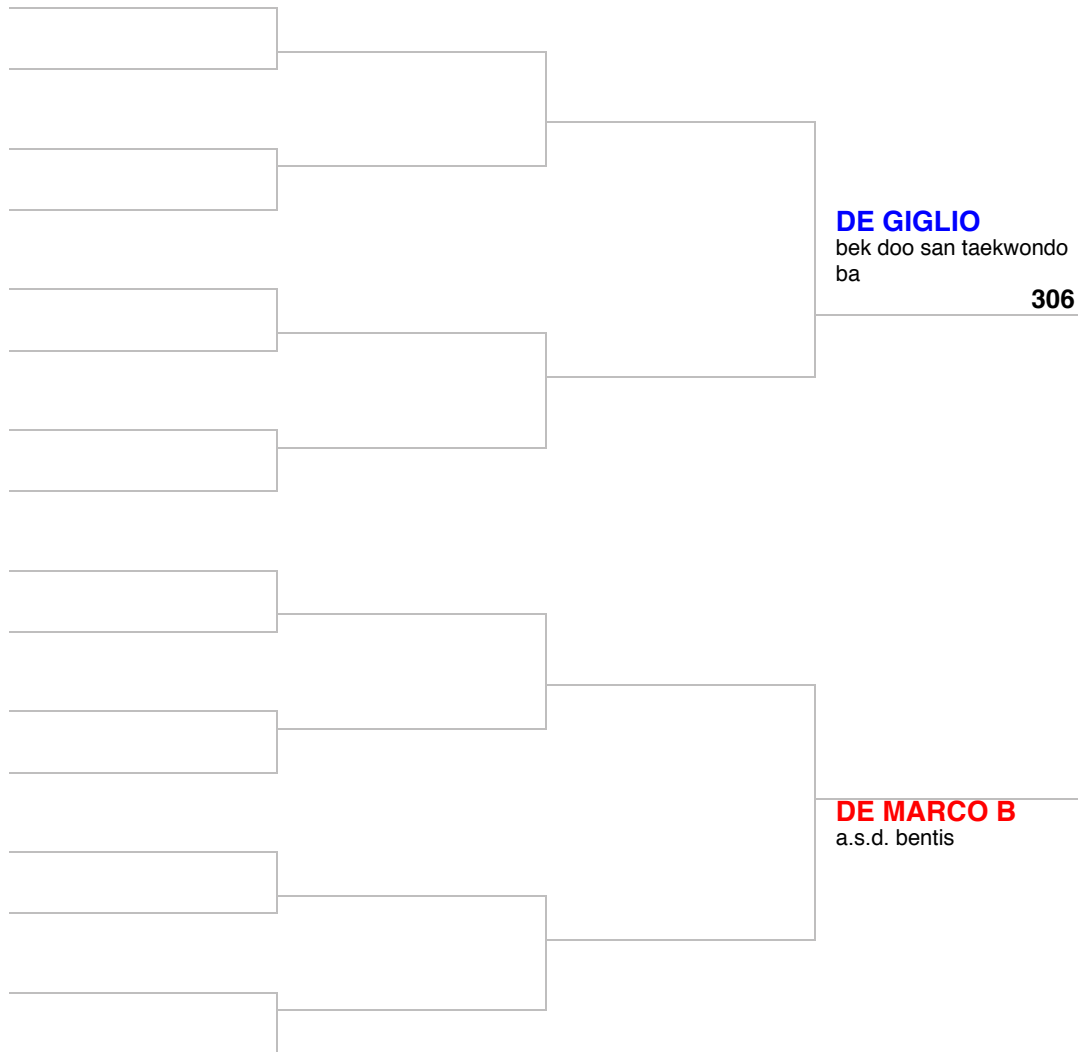 DE GIGLIO
bek doo san taekwondo
ba
306
DE MARCO B
a.s.d. bentis